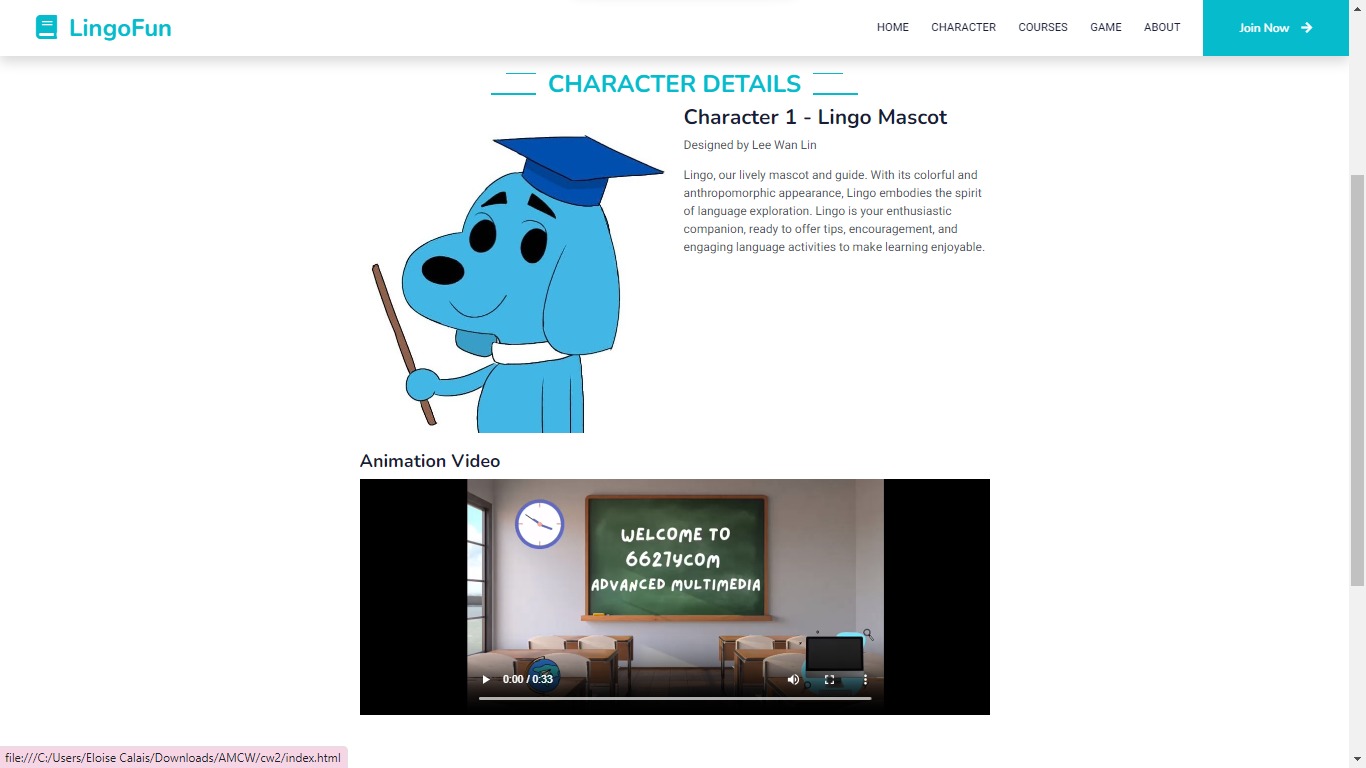 LingoFun
HOME CHARACTER COURSES GAME ABOUT Join Now
CHARACTER DETAILS
Character 1 - Lingo Mascot
Designed by Lee Wan Lin
Lingo, our lively mascot and guide. With its colorful and
anthropomorphic appearance, Lingo embodies the spirit
of language exploration. Lingo is your enthusiastic
companion, ready to offer tips, encouragement, and
engaging language activities to make learning enjoyable.
Animation Video
WELCOME TO
6627YCOM
ADVANCED MULTIMEDIA
0:00 / 0:33
file:///C:/Users/Eloise Calais/Downloads/AMCW/cw2/index.html